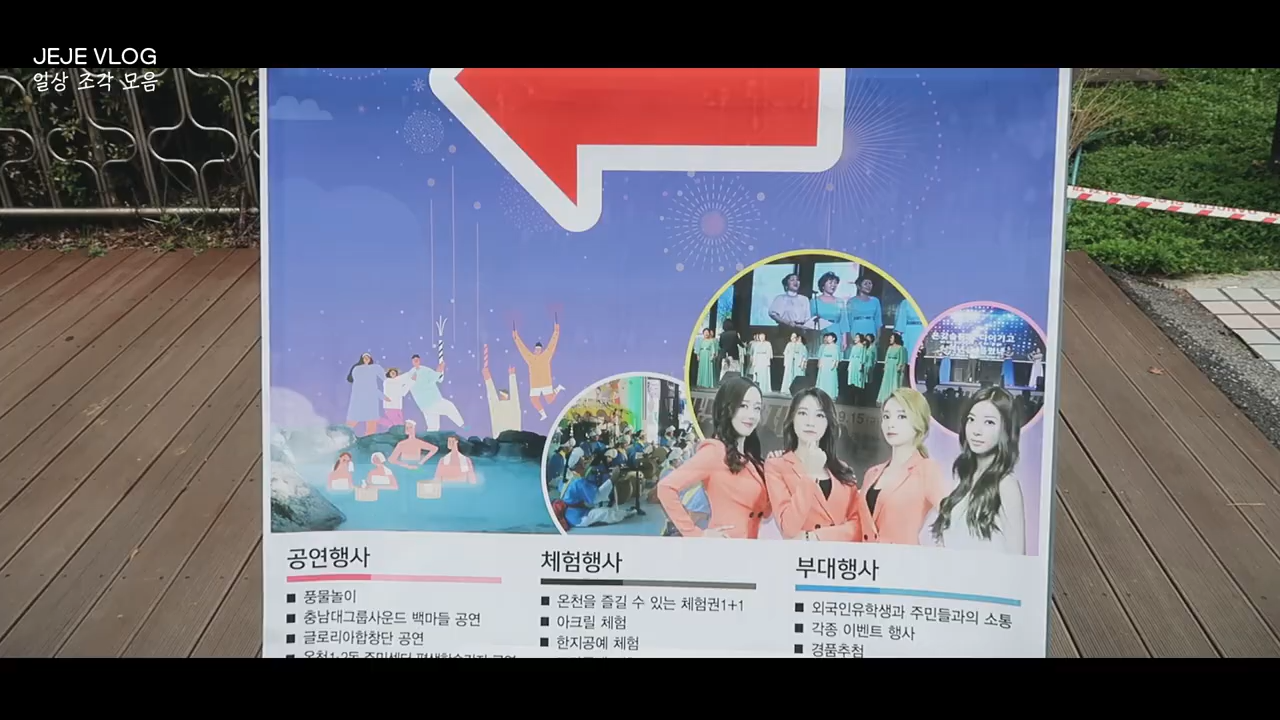 JEJE VLOG
일상 조각 모음
9.15
공연행사
■ 풍물놀이
■ 충남대그룹사운드 백마들 공연
■ 글로리아합창단 공연
체험행사
■ 온천을 즐길 수 있는 체험권1+1
■ 아크릴 체험
■ 한지공예 체험
부대행사
■ 외국인유학생과 주민들과의 소통
■ 각종 이벤트 행사
■ 경품추첨